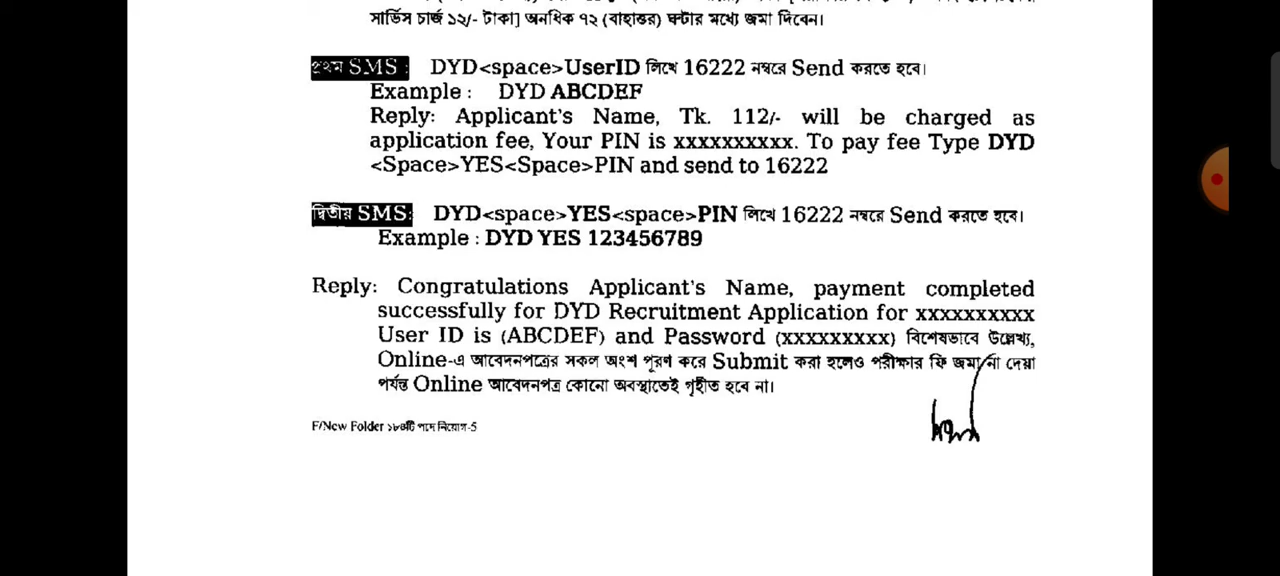 সার্ভিস চার্জ ১২/- টাকা] অনধিক ৭২ (বাহাত্তর) ঘন্টার মধ্যে জমা দিবেন।
প্রথম SMS : DYD<space>UserID লিখে 16222 নম্বরে Send করতে হবে।
Example : DYD ABCDEF
Reply: Applicant's Name, Tk. 112/- will be charged as
application fee, Your PIN is xxxxxxxxxx. To pay fee Type DYD
<Space>YES<Space>PIN and send to 16222
দ্বিতীয় SMS: DYD<space>YES<space>PIN লিখে 16222 নম্বরে Send করতে হবে।
Example : DYD YES 123456789
Reply: Congratulations Applicant's Name, payment completed
successfully for DYD Recruitment Application for xxxxxxxxxx
User ID is (ABCDEF) and Password (xxxxxxxxx) বিশেষভাবে উল্লেখ্য,
Online-এ আবেদনপত্রের সকল অংশ পূরণ করে Submit করা হলেও পরীক্ষার ফি জমা না দেয়া
পর্যন্ত Online আবেদনপত্র কোনো অবস্থাতেই গৃহীত হবে না।
F/New Folder ১৮৪টি পদে নিয়োগ-5